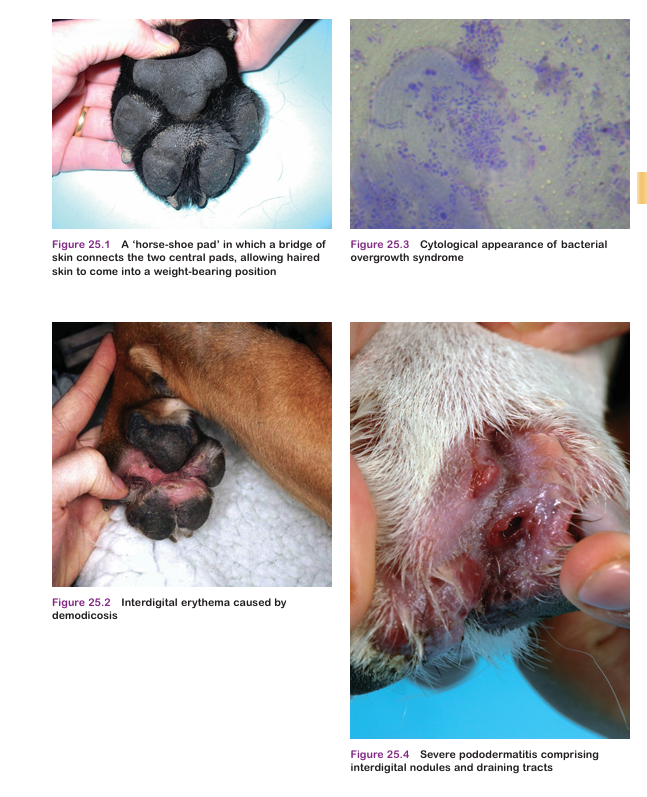 Figure 25.1 A ‘horse-shoe pad’ in which a bridge of
skin connects the two central pads, allowing haired
skin to come into a weight-bearing position
Figure 25.3 Cytological appearance of bacterial
overgrowth syndrome
Figure 25.2 Interdigital erythema caused by
demodicosis
Figure 25.4 Severe pododermatitis comprising
interdigital nodules and draining tracts